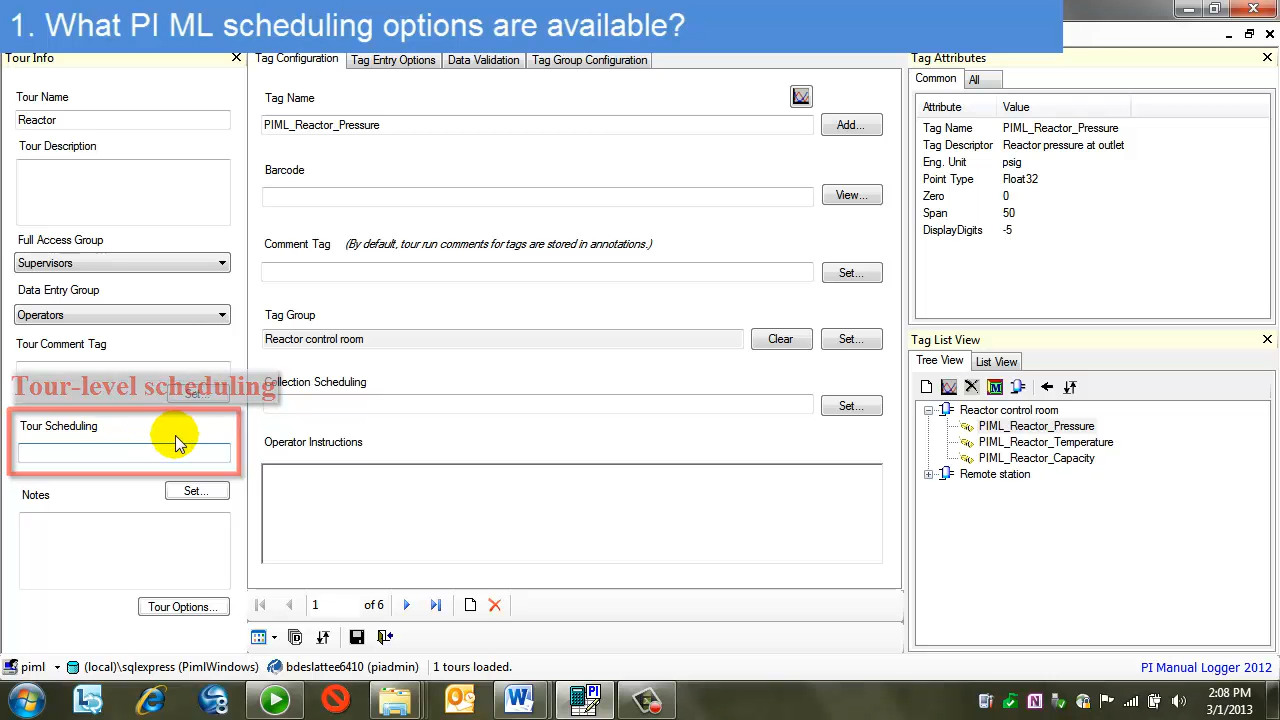 1. What PI ML scheduling options are available?
Tour Info
Tour Name
Reactor
Tour Description
Full Access Group
Supervisors
Data Entry Group
Operators
Tour Comment Tag
Set...
Tour-level scheduling
Tour Scheduling
Set...
Notes
Tour Options...
Tag Configuration
Tag Entry Options
Data Validation
Tag Group Configuration
Tag Name
PIML_Reactor_Pressure
Add...
Barcode
View...
Comment Tag (By default, tour run comments for tags are stored in annotations.)
Set...
Tag Group
Reactor control room
Clear
Set...
Collection Scheduling
Set...
Operator Instructions
1 of 6
Tag Attributes
Common All
Attribute Value
Tag Name PIML_Reactor_Pressure
Tag Descriptor Reactor pressure at outlet
Eng. Unit psig
Point Type Float32
Zero 0
Span 50
DisplayDigits -5
Tag List View
Tree View List View
Reactor control room
PIML_Reactor_Pressure
PIML_Reactor_Temperature
PIML_Reactor_Capacity
Remote station
piml (local)\sqlexpress (PimlWindows) bdeslattee6410 (piadmin) 1 tours loaded.
PI Manual Logger 2012
2:08 PM
3/1/2013